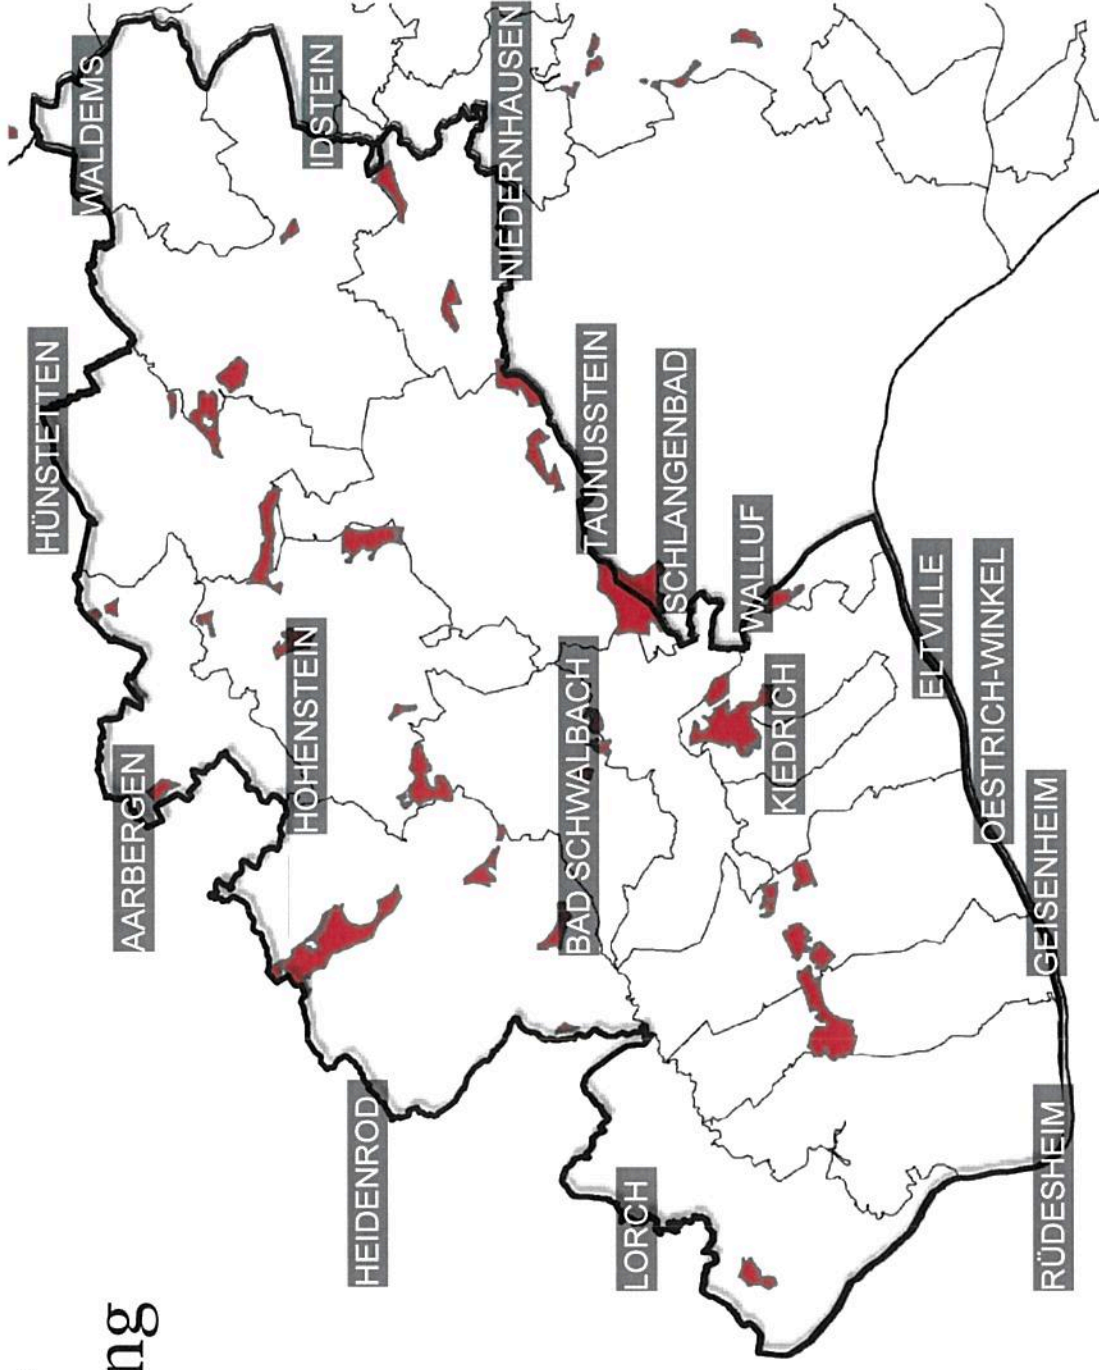 ng
HÜNSTETTEN
WALDEMS
AARBERGEN
HOHENSTEIN
IDSTEIN
HEIDENROD
NIEDERNHAUSEN
BAD SCHWALBACH
TAUNUSSTEIN
LORCH
SCHLANGENBAD
WALLUF
KIEDRICH
ELTVILLE
OESTRICH-WINKEL
GEISENHEIM
RÜDESHEIM